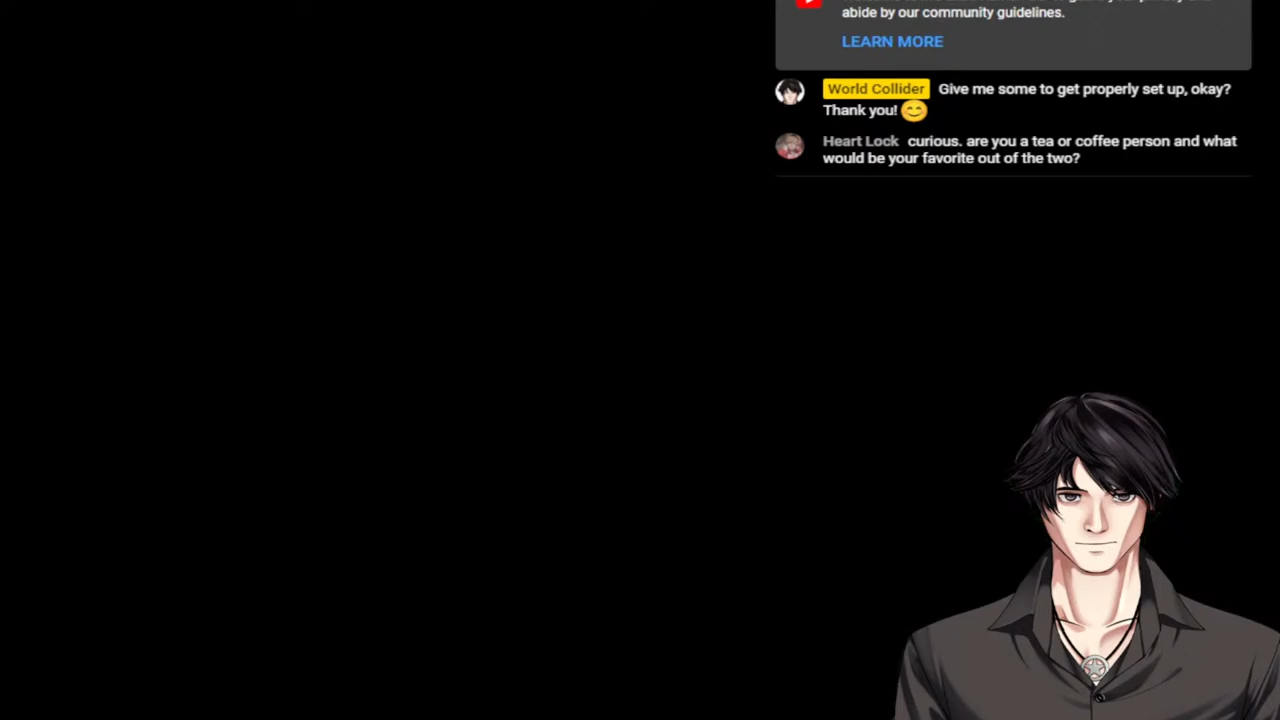 abide by our community guidelines.
LEARN MORE
World Collider Give me some to get properly set up, okay?
Thank you! 😊
Heart Lock curious. are you a tea or coffee person and what
would be your favorite out of the two?